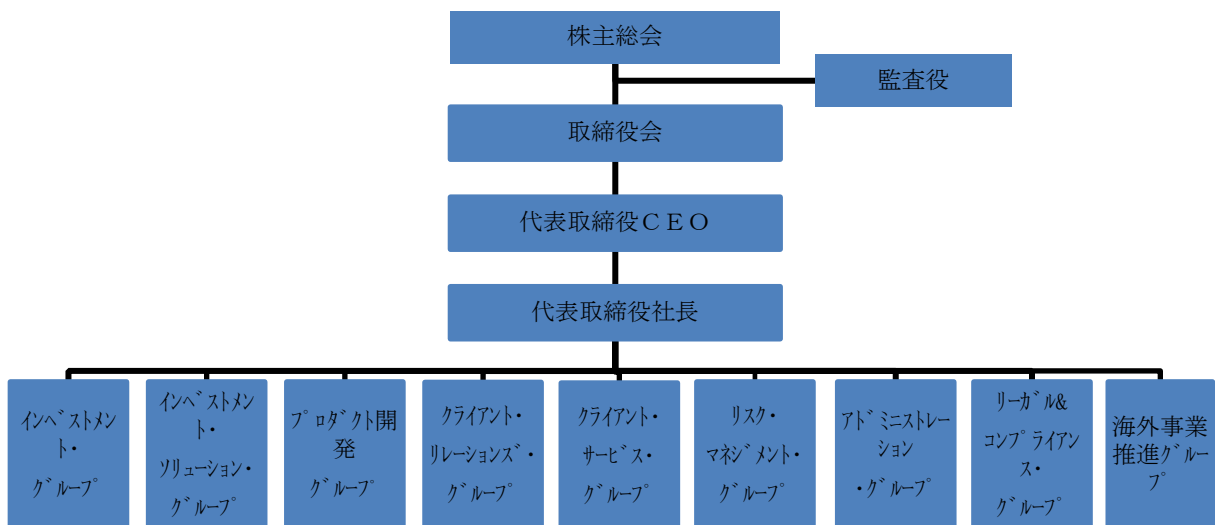 株主総会
監査役
取締役会
代表取締役ＣＥＯ
代表取締役社長
ｲﾝﾍﾞｽﾄﾒﾝ
ﾄ・
ｸﾞﾙｰﾌﾟ
ｲﾝﾍﾞｽﾄﾒﾝ
ﾄ・
ｿﾘｭｰｼｮﾝ・
ｸﾞﾙｰﾌﾟ
ﾌﾟﾛﾀﾞｸﾄ開
発
ｸﾞﾙｰﾌﾟ
ｸﾗｲｱﾝﾄ・
ﾘﾚｰｼｮﾝｽﾞ・
ｸﾞﾙｰﾌﾟ
ｸﾗｲｱﾝﾄ・
ｻｰﾋﾞｽ・
ｸﾞﾙｰﾌﾟ
ﾘｽｸ・
ﾏﾈｼﾞﾒﾝﾄ・
ｸﾞﾙｰﾌﾟ
ｱﾄﾞﾐﾆｽﾄﾚｰ
ｼｮﾝ
・ｸﾞﾙｰﾌﾟ
ﾘｰｶﾞﾙ&
ｺﾝﾌﾟﾗｲｱﾝ
ｽ・
ｸﾞﾙｰﾌﾟ
海外事業
推進ｸﾞﾙｰ
ﾌﾟ